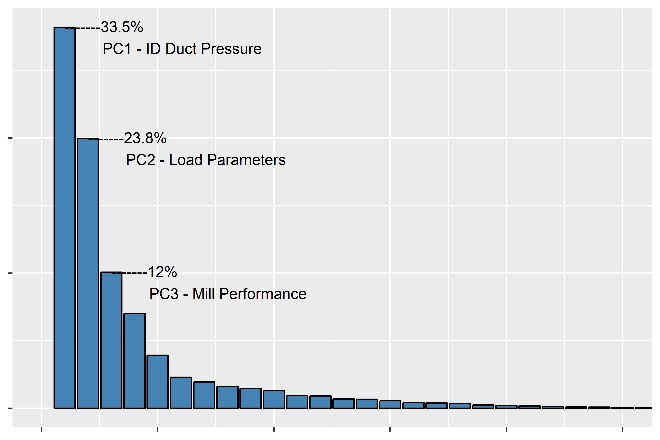 33.5%
PC1 - ID Duct Pressure
23.8%
PC2 - Load Parameters
12%
PC3 - Mill Performance